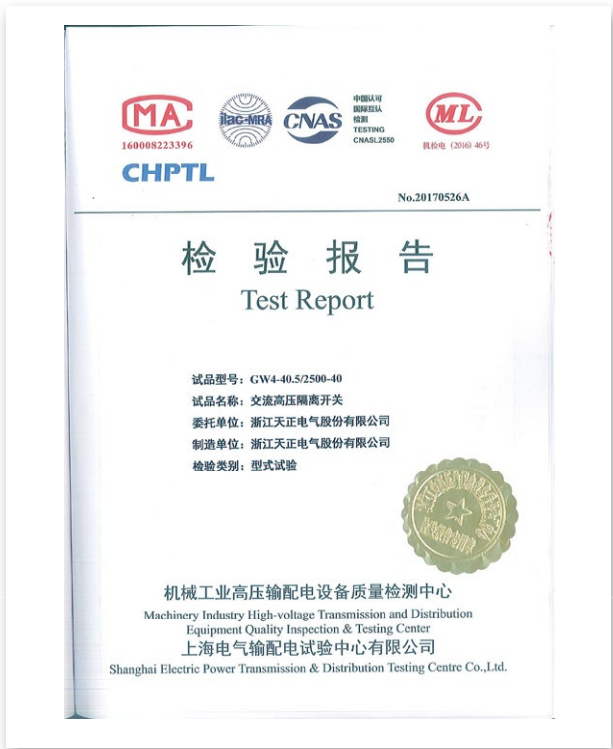 MA
160008223396
ilac-MRA
CNAS
中国认可
国际互认
检测
TESTING
CNASL2550
ML
机检电 (2016) 46号
CHPTL
No.20170526A
检验报告
Test Report
试品型号：GW4-40.5/2500-40
试品名称：交流高压隔离开关
委托单位：浙江天正电气股份有限公司
制造单位：浙江天正电气股份有限公司
检验类别：型式试验
机械工业高压输配电设备质量检测中心
Machinery Industry High-voltage Transmission and Distribution
Equipment Quality Inspection & Testing Center
上海电气输配电试验中心有限公司
Shanghai Electric Power Transmission & Distribution Testing Centre Co.,Ltd.